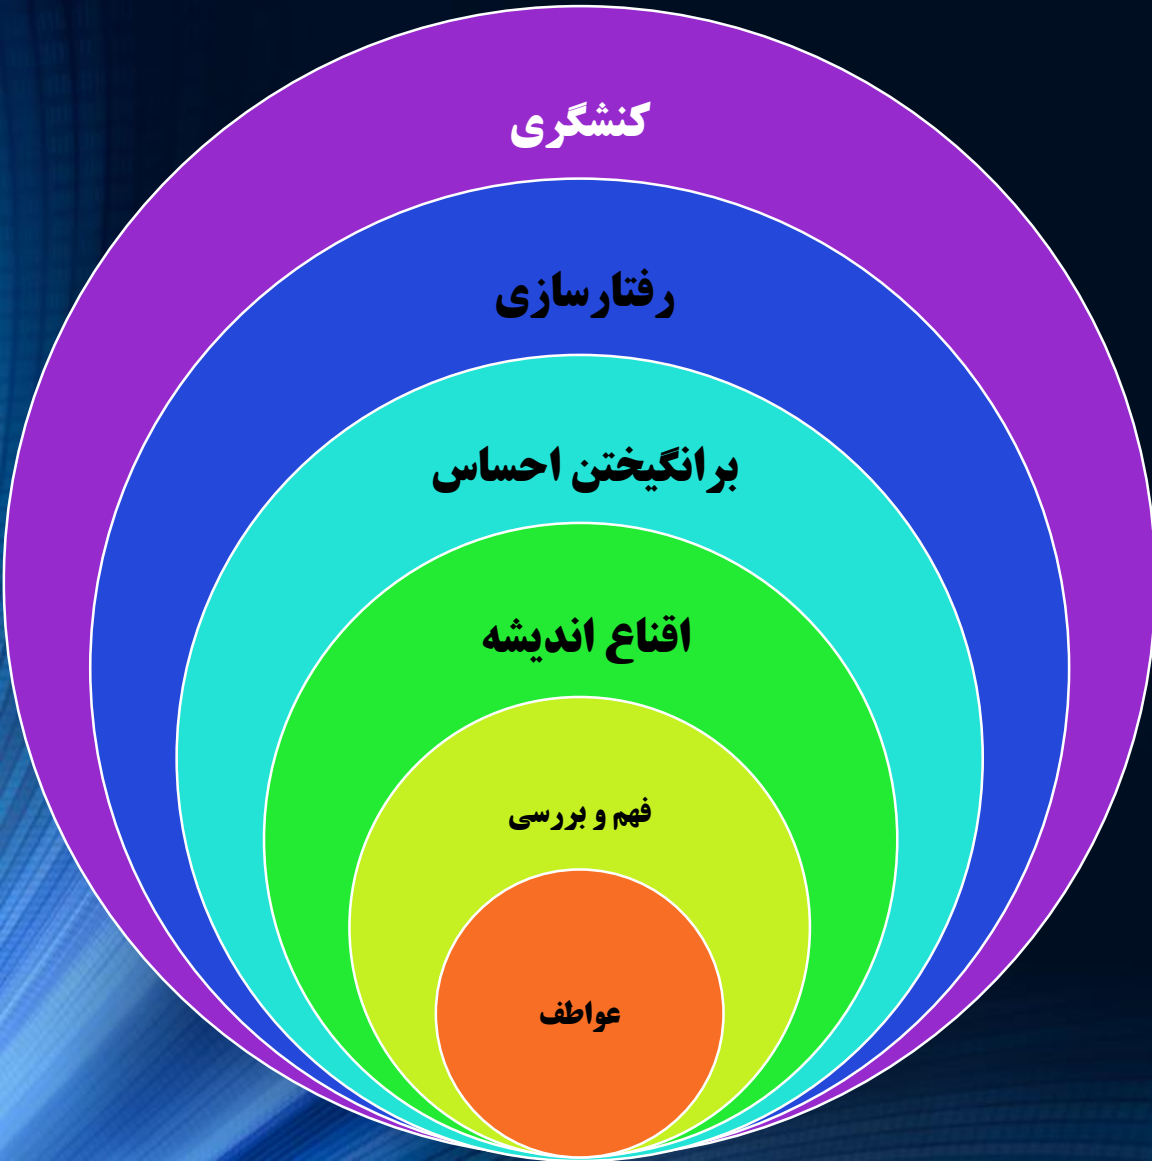 کنشگری
رفتارسازی
برانگیختن احساس
اقناع اندیشه
فهم و بررسی
عواطف